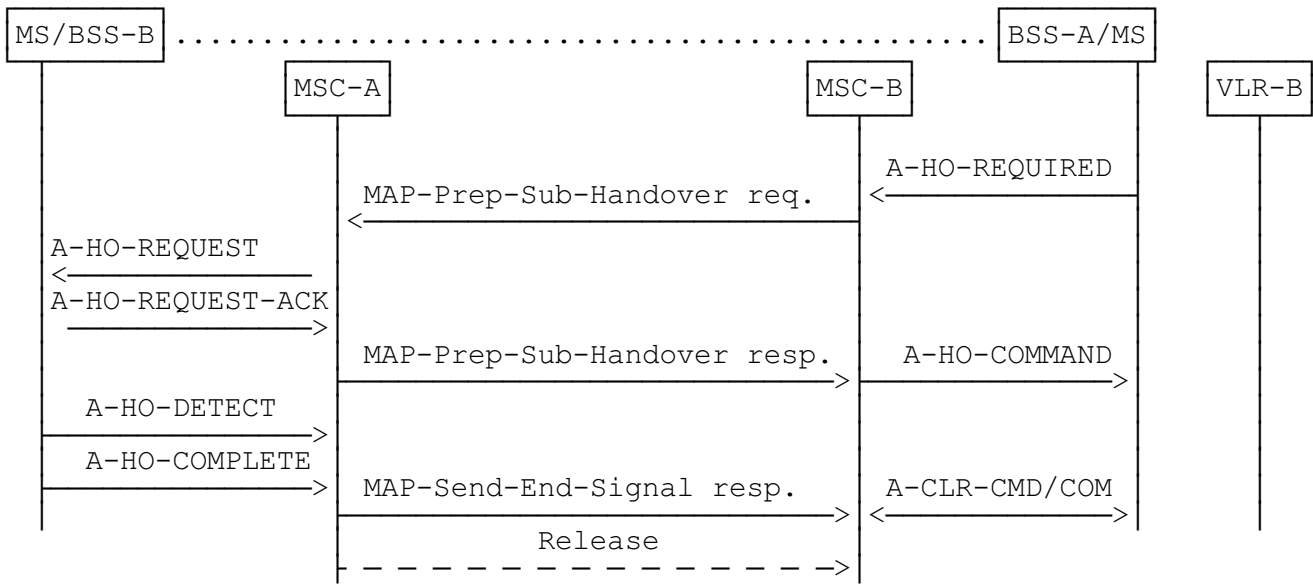 MS/BSS-B BSS-A/MS
MSC-A MSC-B VLR-B
A-HO-REQUIRED
MAP-Prep-Sub-Handover req.
A-HO-REQUEST
A-HO-REQUEST-ACK
MAP-Prep-Sub-Handover resp. A-HO-COMMAND
A-HO-DETECT
A-HO-COMPLETE
MAP-Send-End-Signal resp. A-CLR-CMD/COM
Release